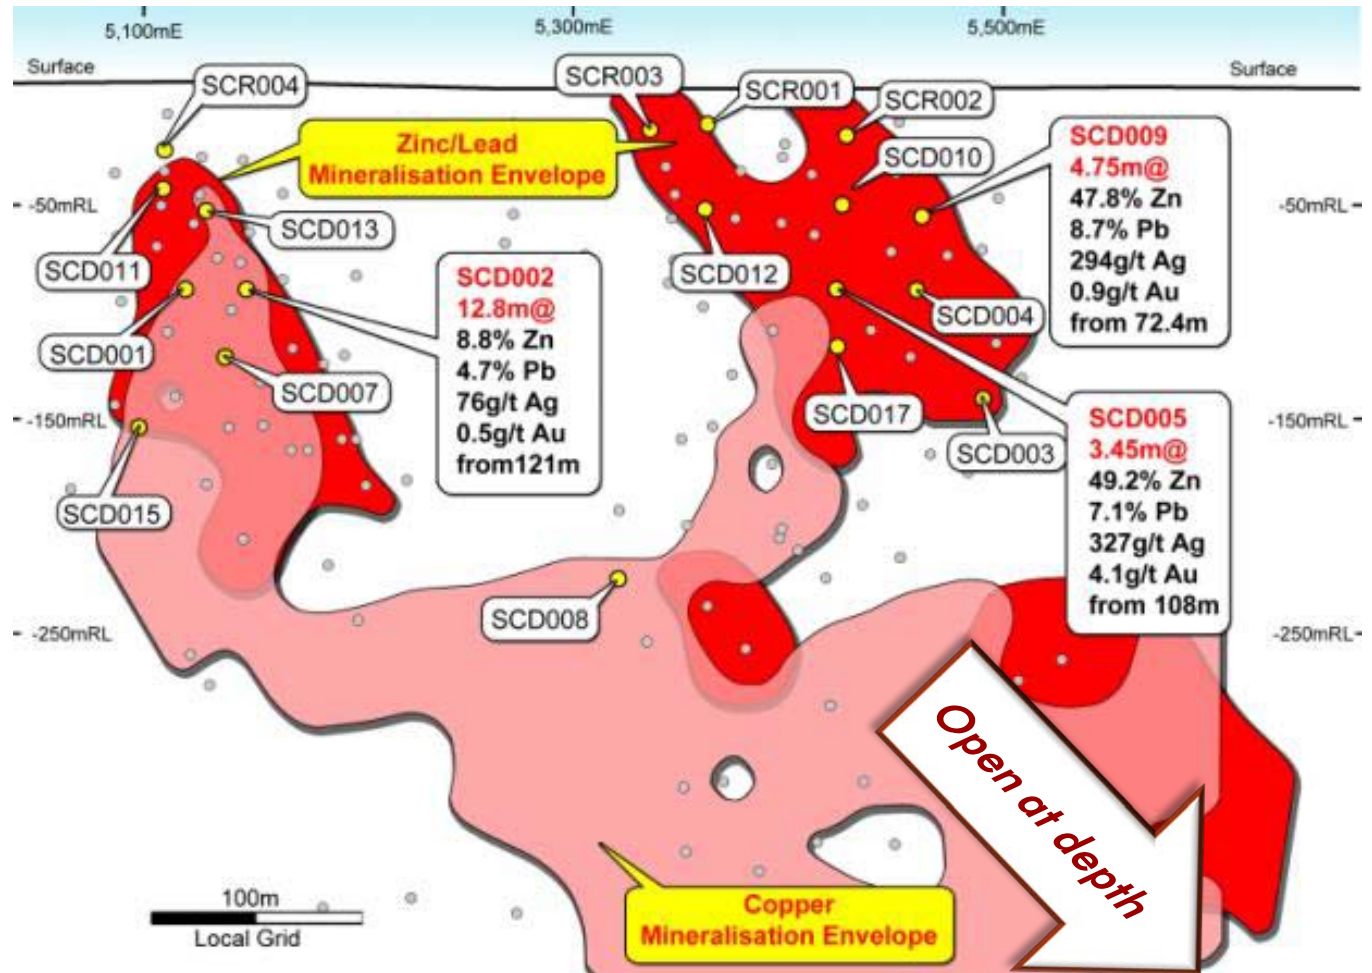 5,100mE
5,300mE
5,500mE
Surface
Surface
SCR004
SCR003
SCR001
SCR002
Zinc/Lead
Mineralisation Envelope
SCD010
SCD009
4.75m@
47.8% Zn
8.7% Pb
294g/t Ag
0.9g/t Au
from 72.4m
-50mRL
-50mRL
SCD013
SCD011
SCD012
SCD002
12.8m@
8.8% Zn
4.7% Pb
76g/t Ag
0.5g/t Au
from121m
SCD004
SCD001
SCD007
-150mRL
-150mRL
SCD017
SCD003
SCD005
3.45m@
49.2% Zn
7.1% Pb
327g/t Ag
4.1g/t Au
from 108m
SCD015
SCD008
-250mRL
-250mRL
Open at depth
100m
Local Grid
Copper
Mineralisation Envelope